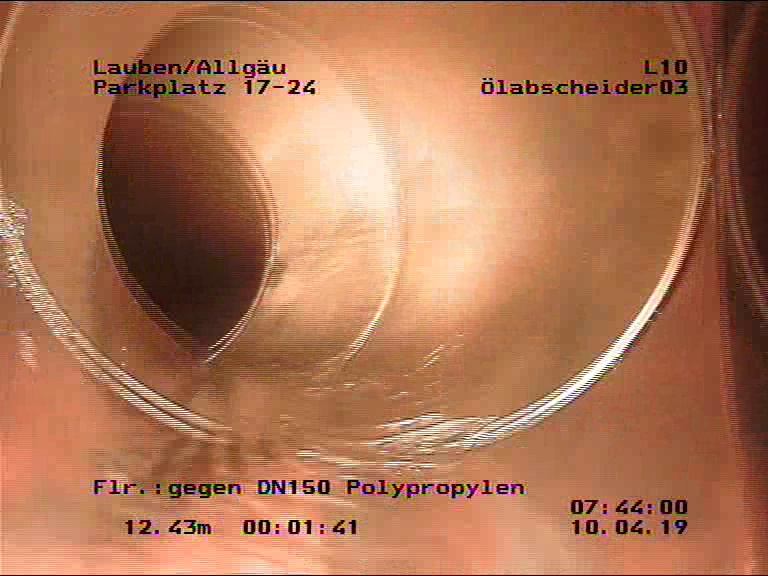 Lauben/Allgäu L10
Parkplatz 17-24 Ölabscheider03
Flr.:gegen DN150 Polypropylen
07:44:00
12.43m 00:01:41 10.04.19